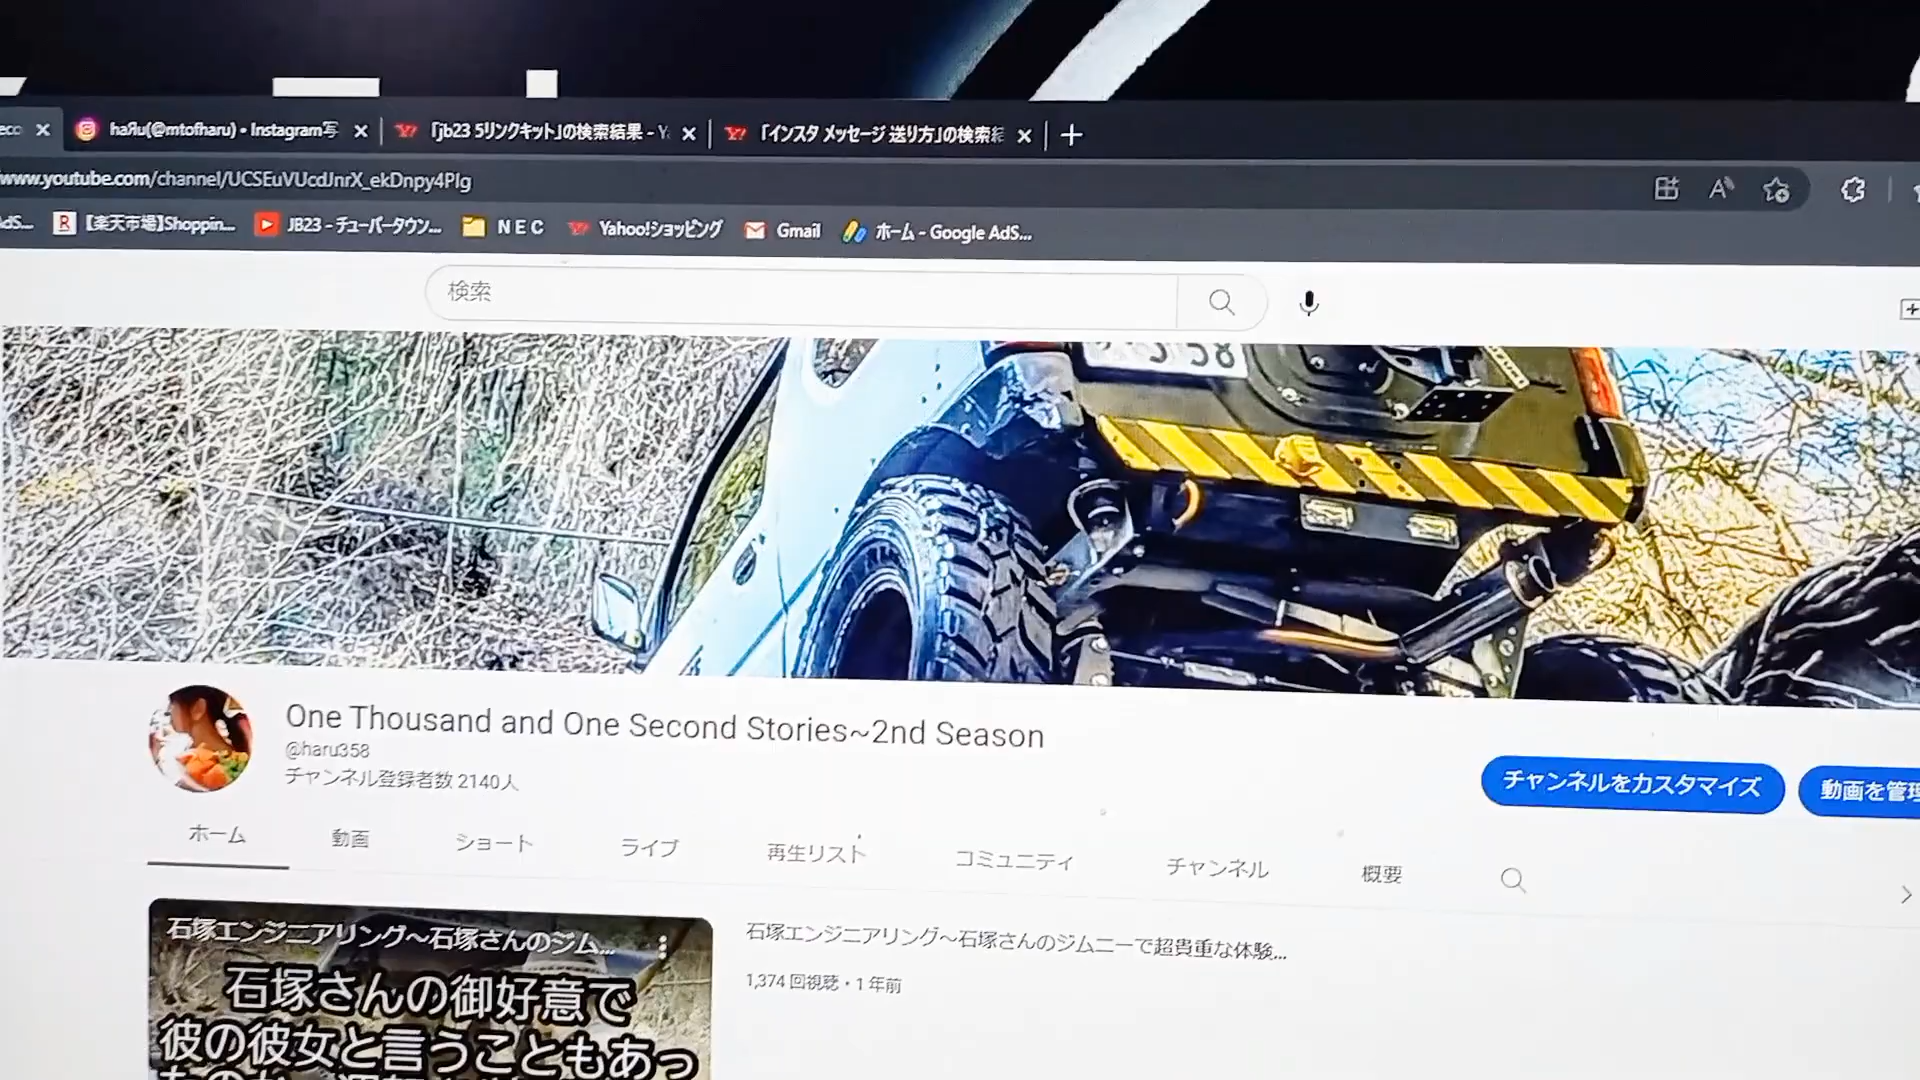 haЯu(@mtofharu) • Instagram写
「jb23 5リンクキット」の検索結果 - Y
「インスタ メッセージ 送り方」の検索結
www.youtube.com/channel/UCSEuVUcdJnrX_ekDnpy4PIg
AdS...
【楽天市場】Shoppin...
JB23 - チューバータウン...
NEC
Yahoo!ショッピング
Gmail
ホーム - Google AdS...
検索
58
One Thousand and One Second Stories~2nd Season
@haru358
チャンネル登録者数 2140人
チャンネルをカスタマイズ
動画を管理
ホーム
動画
ショート
ライブ
再生リスト
コミュニティ
チャンネル
概要
石塚エンジニアリング～石塚さんのジム...
石塚さんの御好意で
彼の彼女と言うこともあっ
石塚エンジニアリング～石塚さんのジムニーで超貴重な体験...
1,374 回視聴・1 年前